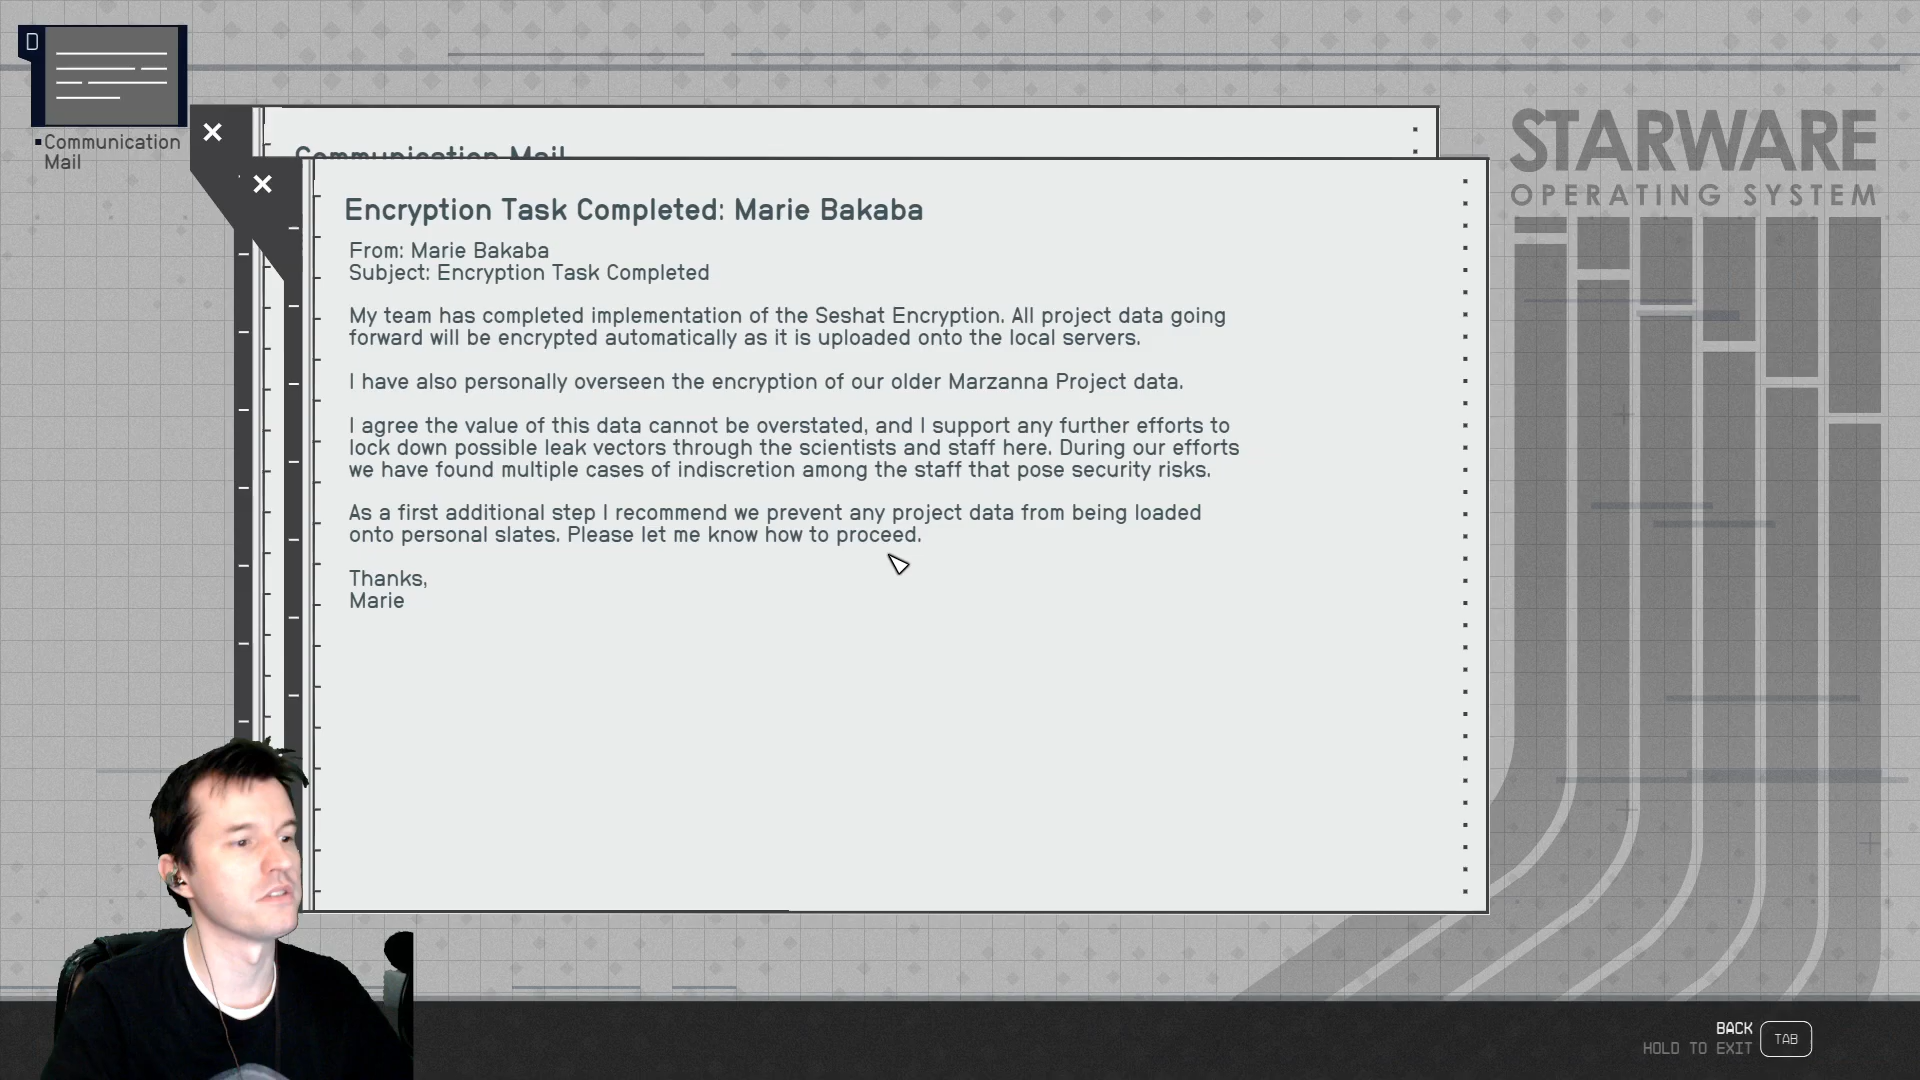 Communication
Mail
Communication Mail
STARWARE
OPERATING SYSTEM
Encryption Task Completed: Marie Bakaba
From: Marie Bakaba
Subject: Encryption Task Completed
My team has completed implementation of the Seshat Encryption. All project data going
forward will be encrypted automatically as it is uploaded onto the local servers.
I have also personally overseen the encryption of our older Marzanna Project data.
I agree the value of this data cannot be overstated, and I support any further efforts to
lock down possible leak vectors through the scientists and staff here. During our efforts
we have found multiple cases of indiscretion among the staff that pose security risks.
As a first additional step I recommend we prevent any project data from being loaded
onto personal slates. Please let me know how to proceed.
Thanks,
Marie
BACK
HOLD TO EXIT
TAB